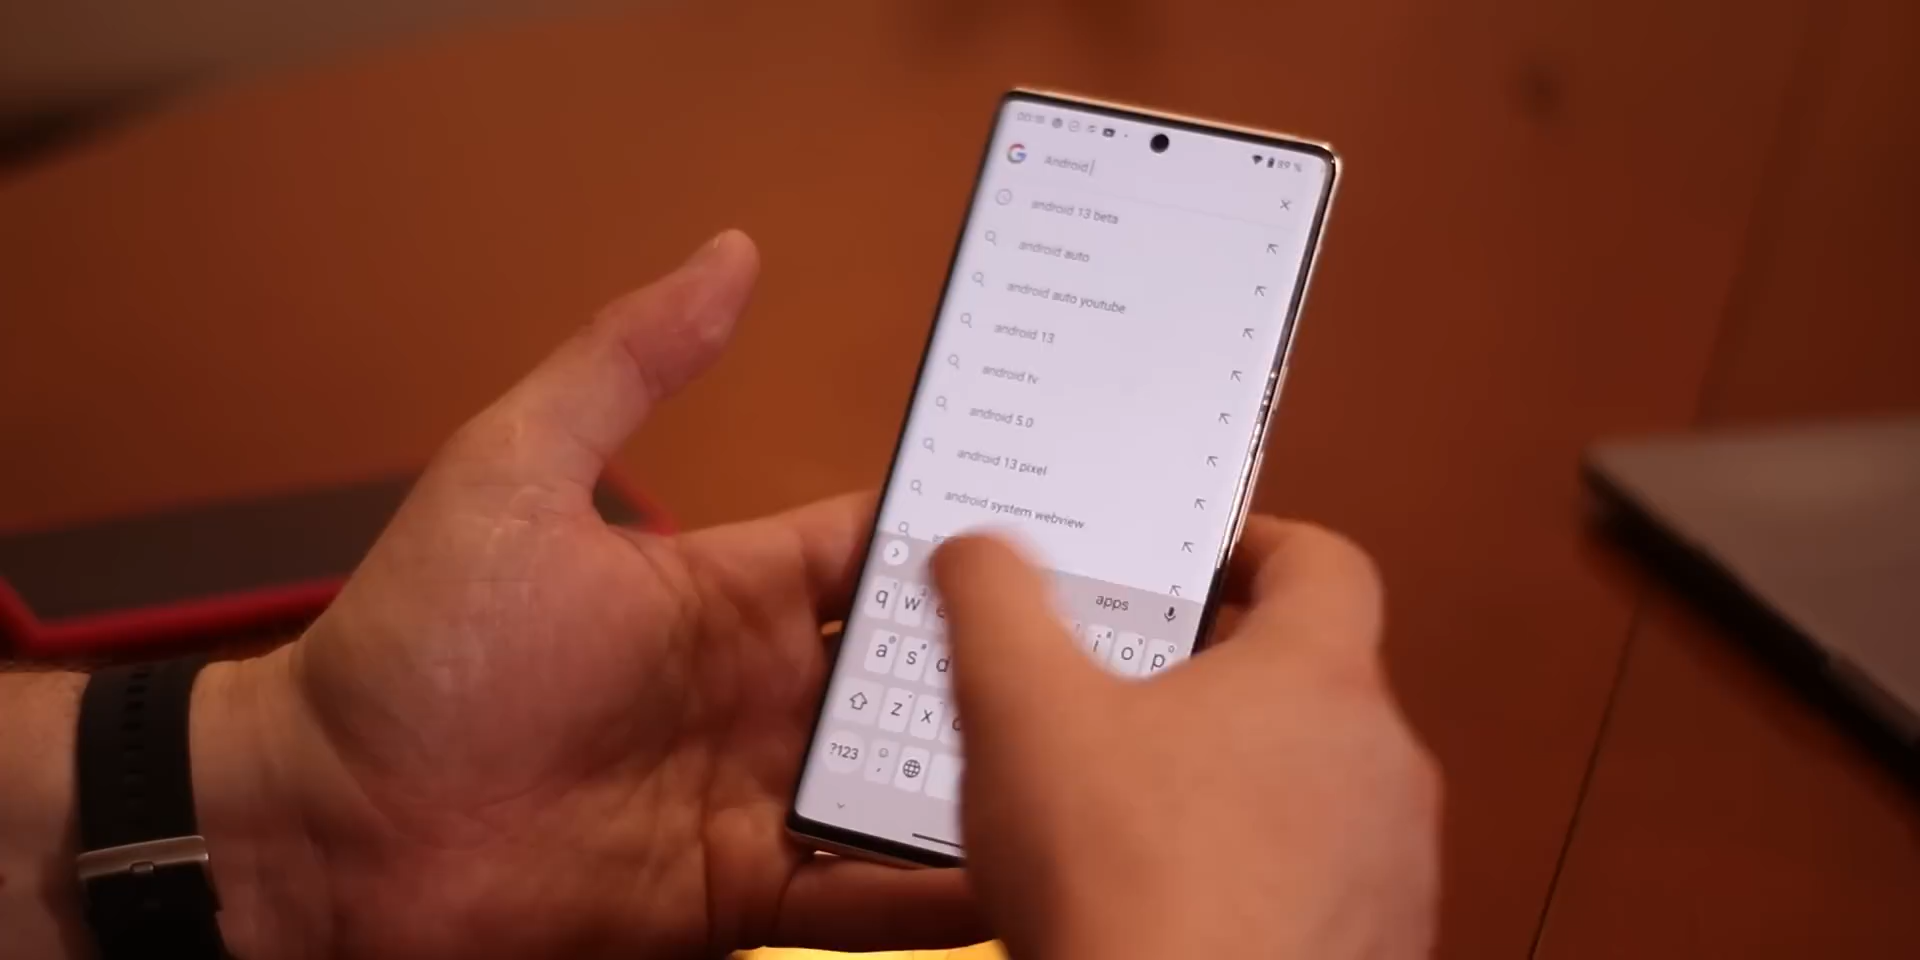 Android
89 %
android 13 beta
android auto
android auto youtube
android 13
android tv
android 5.0
android 13 pixel
android system webview
apps
q w e i o p
a s d
z x
?123 ,